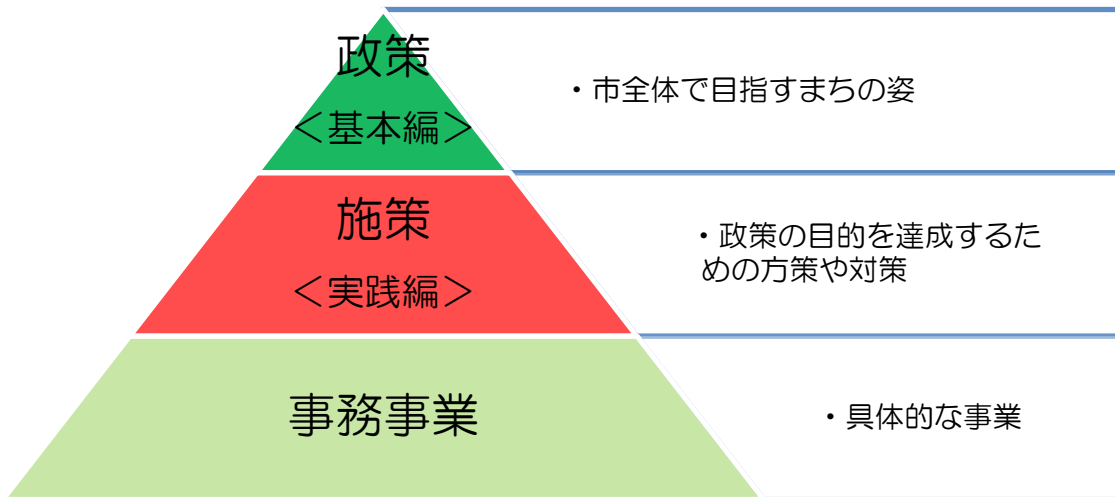 政策
＜基本編＞
・市全体で目指すまちの姿
施策
＜実践編＞
・政策の目的を達成するた
めの方策や対策
事務事業
・具体的な事業